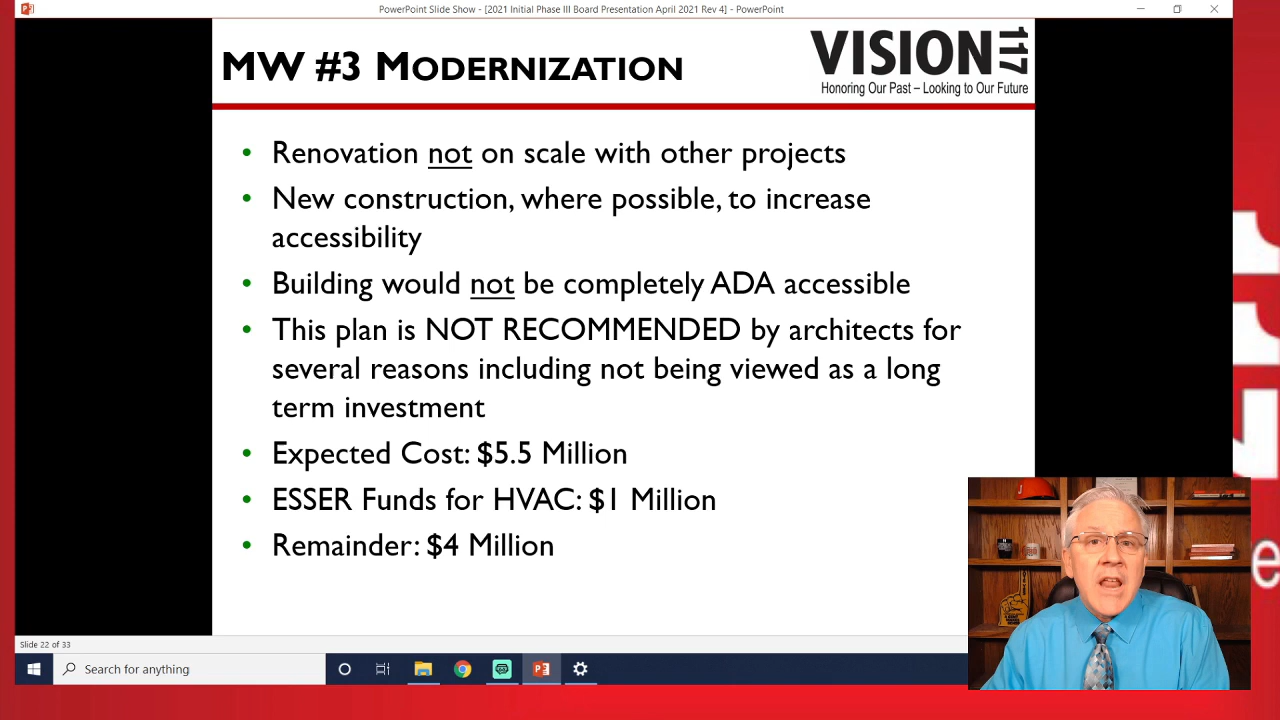 PowerPoint Slide Show - [2021 Initial Phase III Board Presentation April 2021 Rev 4] - PowerPoint
MW #3 MODERNIZATION
VISION 117
Honoring Our Past – Looking to Our Future
• Renovation not on scale with other projects
• New construction, where possible, to increase
accessibility
• Building would not be completely ADA accessible
• This plan is NOT RECOMMENDED by architects for
several reasons including not being viewed as a long
term investment
• Expected Cost: $5.5 Million
• ESSER Funds for HVAC: $1 Million
• Remainder: $4 Million
Slide 22 of 33
Search for anything